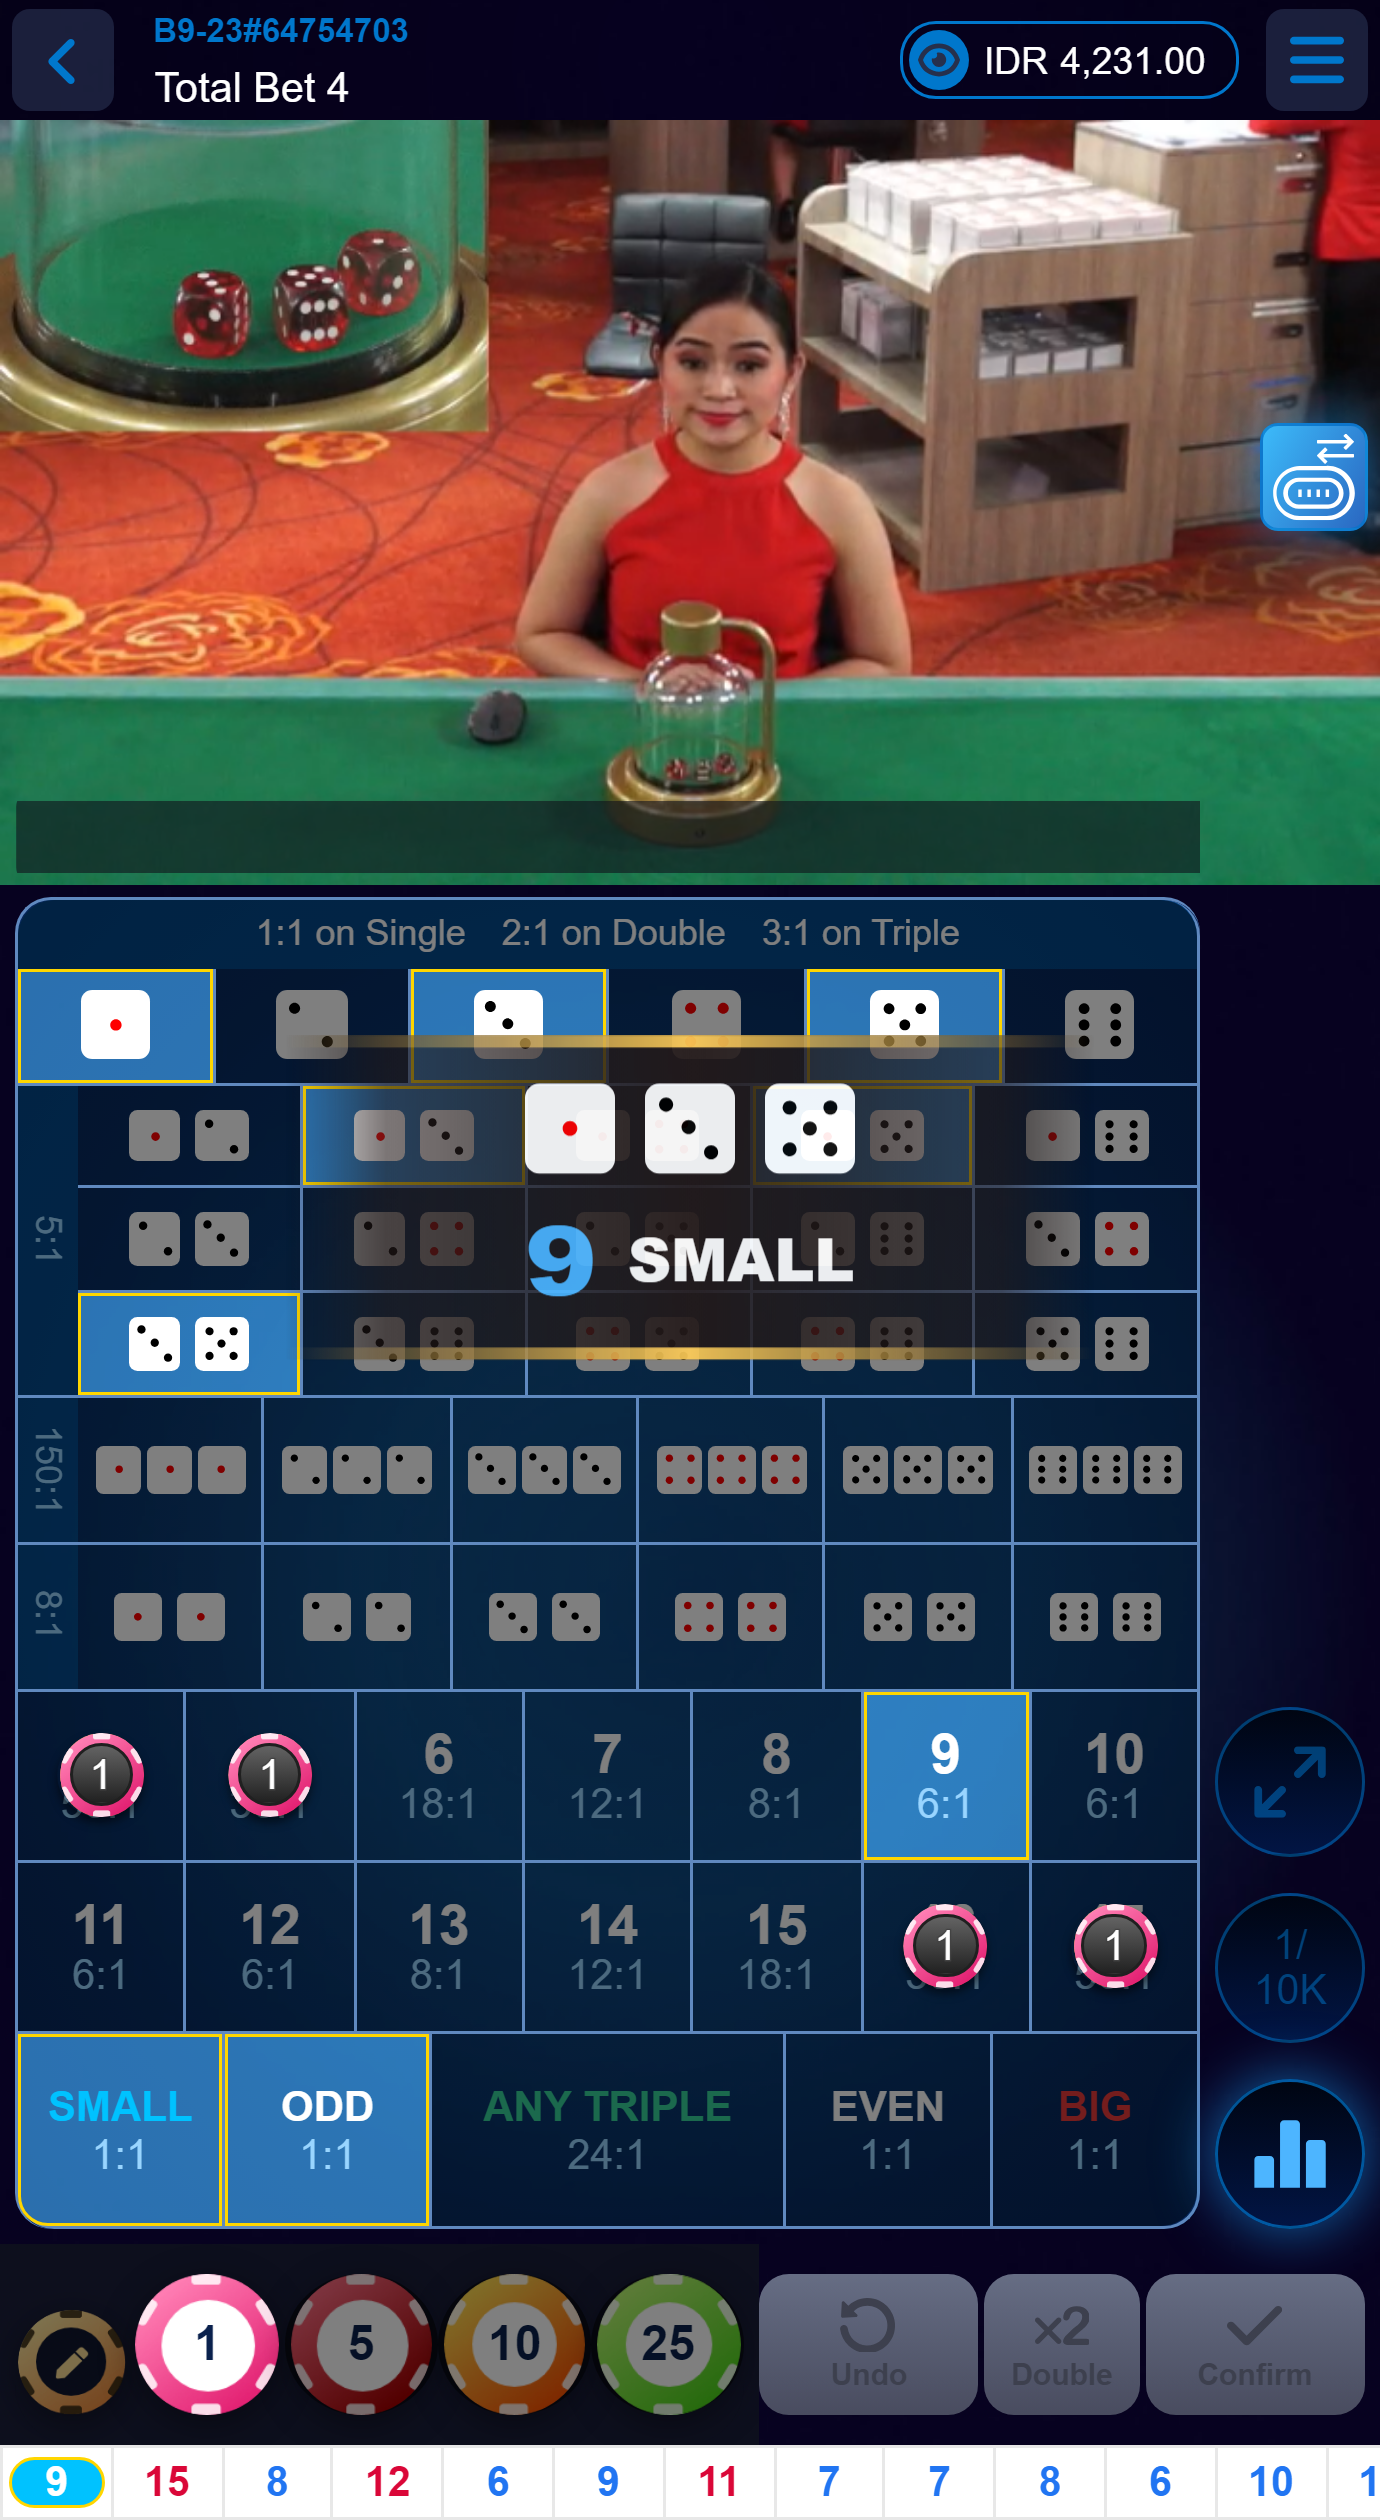 B9-23#64754703
Total Bet 4
IDR 4,231.00
1:1 on Single 2:1 on Double 3:1 on Triple
5:1
9 SMALL
150:1
8:1
1 1 6 7 8 9 10
18:1 12:1 8:1 6:1 6:1
11 12 13 14 15 1 1
6:1 6:1 8:1 12:1 18:1
1/
10K
SMALL ODD ANY TRIPLE EVEN BIG
1:1 1:1 24:1 1:1 1:1
1 5 10 25
x2
Undo Double Confirm
9 15 8 12 6 9 11 7 7 8 6 10